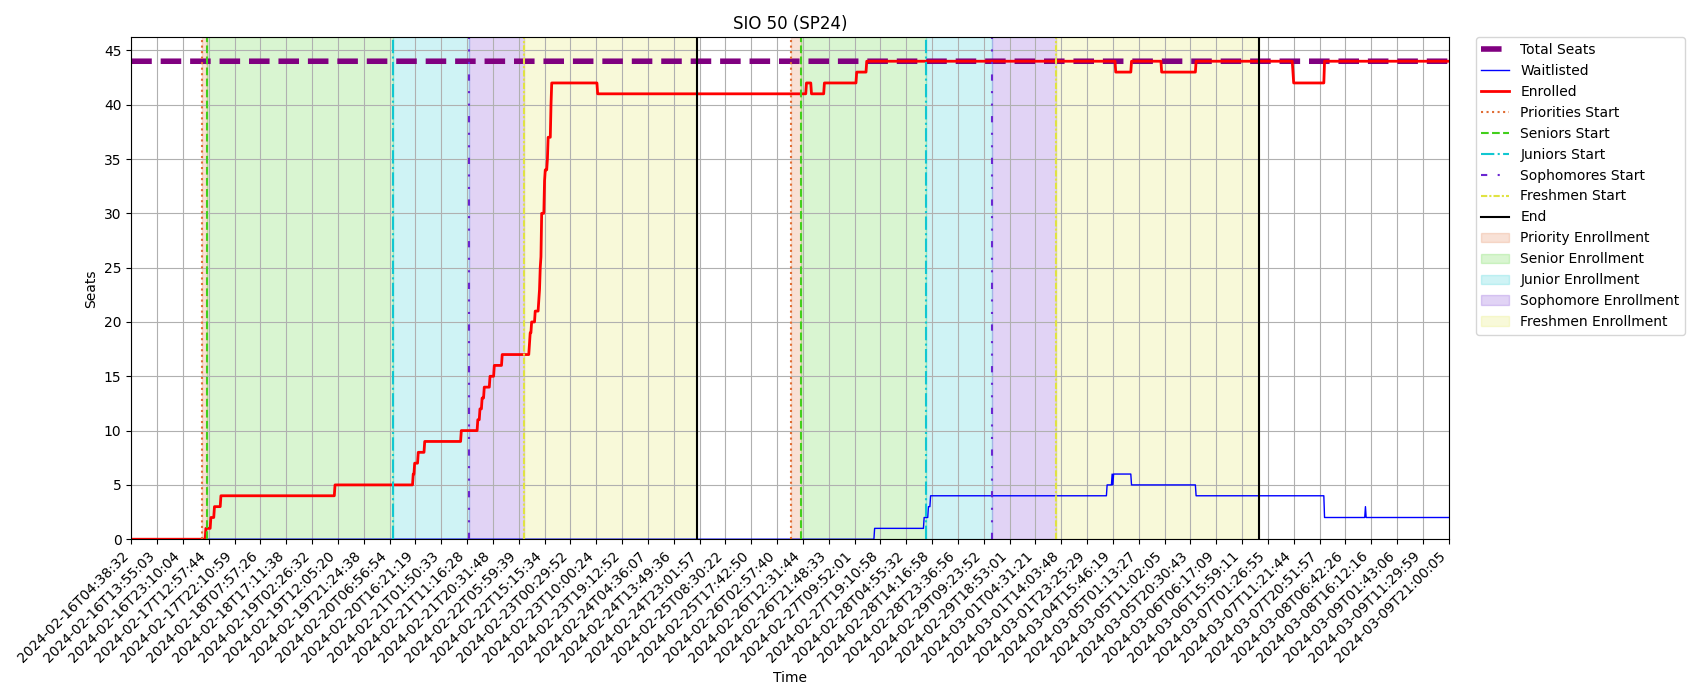 SIO 50 (SP24)
Seats
45
40
35
30
25
20
15
10
5
0
2024-02-16T04:38:32
2024-02-16T13:55:03
2024-02-16T23:10:04
2024-02-17T12:57:44
2024-02-17T22:10:59
2024-02-18T07:57:26
2024-02-18T17:11:38
2024-02-19T02:26:32
2024-02-19T12:05:20
2024-02-19T21:24:38
2024-02-20T06:56:54
2024-02-20T16:21:19
2024-02-21T01:50:33
2024-02-21T11:16:28
2024-02-21T20:31:48
2024-02-22T05:59:39
2024-02-22T15:15:34
2024-02-23T00:29:52
2024-02-23T10:00:24
2024-02-23T19:12:52
2024-02-24T04:36:07
2024-02-24T13:49:36
2024-02-24T23:01:57
2024-02-25T08:30:22
2024-02-25T17:42:50
2024-02-26T02:57:40
2024-02-26T12:31:44
2024-02-26T21:48:33
2024-02-27T09:52:01
2024-02-27T19:10:58
2024-02-28T04:55:32
2024-02-28T14:16:58
2024-02-28T23:36:56
2024-02-29T09:23:52
2024-02-29T18:53:01
2024-03-01T04:31:21
2024-03-01T14:03:48
2024-03-01T23:25:29
2024-03-04T15:46:19
2024-03-05T01:13:27
2024-03-05T11:02:05
2024-03-05T20:30:43
2024-03-06T06:17:09
2024-03-06T15:59:11
2024-03-07T01:26:55
2024-03-07T11:21:44
2024-03-07T20:51:57
2024-03-08T06:42:26
2024-03-08T16:12:16
2024-03-09T01:43:06
2024-03-09T11:29:59
2024-03-09T21:00:05
Time
Total Seats
Waitlisted
Enrolled
Priorities Start
Seniors Start
Juniors Start
Sophomores Start
Freshmen Start
End
Priority Enrollment
Senior Enrollment
Junior Enrollment
Sophomore Enrollment
Freshmen Enrollment